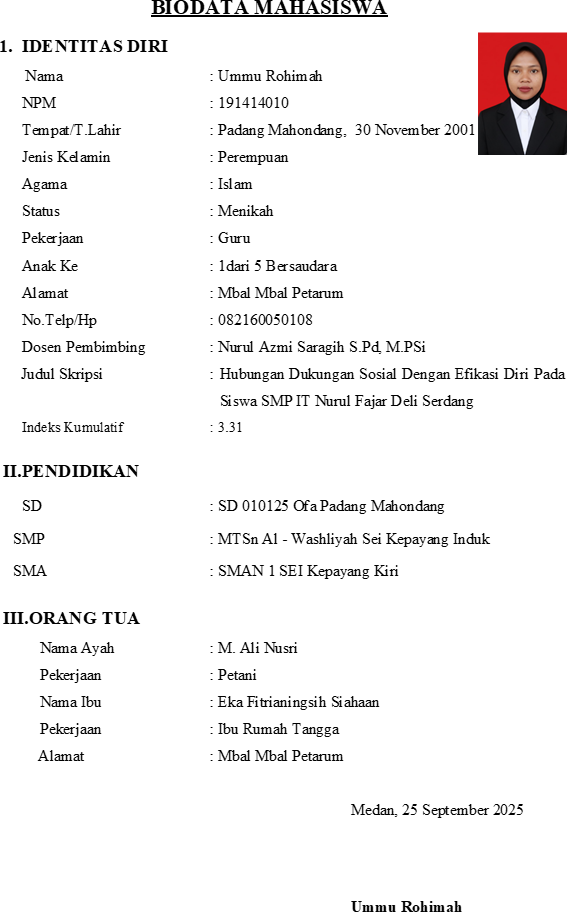 BIODATA MAHASISWA
1. IDENTITAS DIRI
Nama : Ummu Rohimah
NPM : 191414010
Tempat/T.Lahir : Padang Mahondang, 30 November 2001
Jenis Kelamin : Perempuan
Agama : Islam
Status : Menikah
Pekerjaan : Guru
Anak Ke : 1dari 5 Bersaudara
Alamat : Mbal Mbal Petarum
No.Telp/Hp : 082160050108
Dosen Pembimbing : Nurul Azmi Saragih S.Pd, M.PSi
Judul Skripsi : Hubungan Dukungan Sosial Dengan Efikasi Diri Pada
Siswa SMP IT Nurul Fajar Deli Serdang
Indeks Kumulatif : 3.31
II.PENDIDIKAN
SD : SD 010125 Ofa Padang Mahondang
SMP : MTSn Al - Washliyah Sei Kepayang Induk
SMA : SMAN 1 SEI Kepayang Kiri
III.ORANG TUA
Nama Ayah : M. Ali Nusri
Pekerjaan : Petani
Nama Ibu : Eka Fitrianingsih Siahaan
Pekerjaan : Ibu Rumah Tangga
Alamat : Mbal Mbal Petarum
Medan, 25 September 2025
Ummu Rohimah